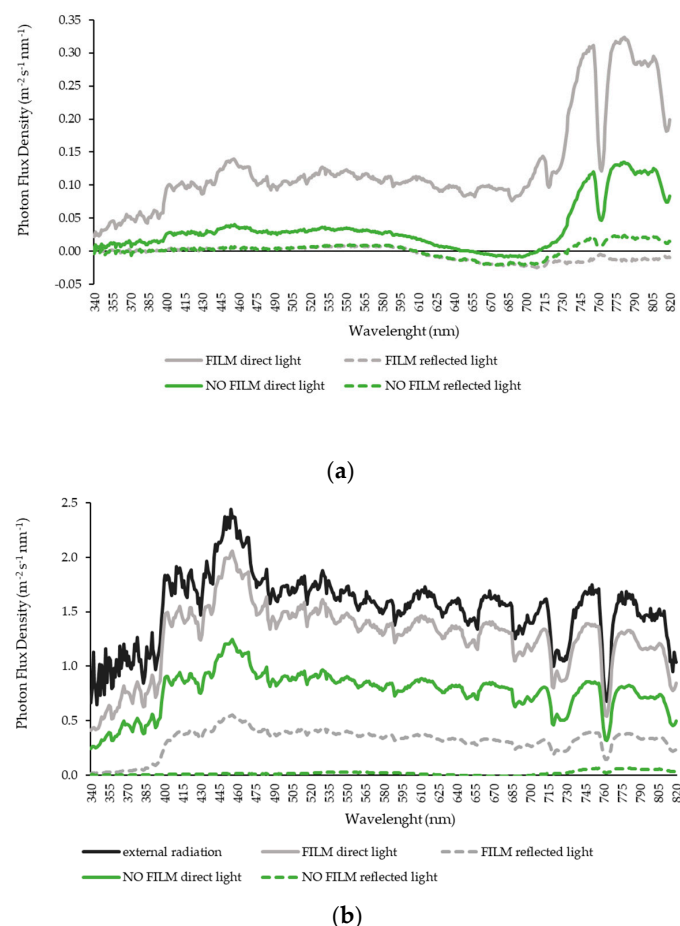 0.35
0.30
0.25
0.20
0.15
0.10
0.05
0.00
-0.05
Photon Flux Density (m⁻² s⁻¹ nm⁻¹)
340 355 370 385 400 415 430 445 460 475 490 505 520 535 550 565 580 595 610 625 640 655 670 685 700 715 730 745 760 775 790 805 820
Wavelenght (nm)
FILM direct light FILM reflected light
NO FILM direct light NO FILM reflected light
(a)
2.5
2.0
1.5
1.0
0.5
0.0
Photon Flux Density (m⁻² s⁻¹ nm⁻¹)
340 355 370 385 400 415 430 445 460 475 490 505 520 535 550 565 580 595 610 625 640 655 670 685 700 715 730 745 760 775 790 805 820
Wavelenght (nm)
external radiation FILM direct light FILM reflected light
NO FILM direct light NO FILM reflected light
(b)